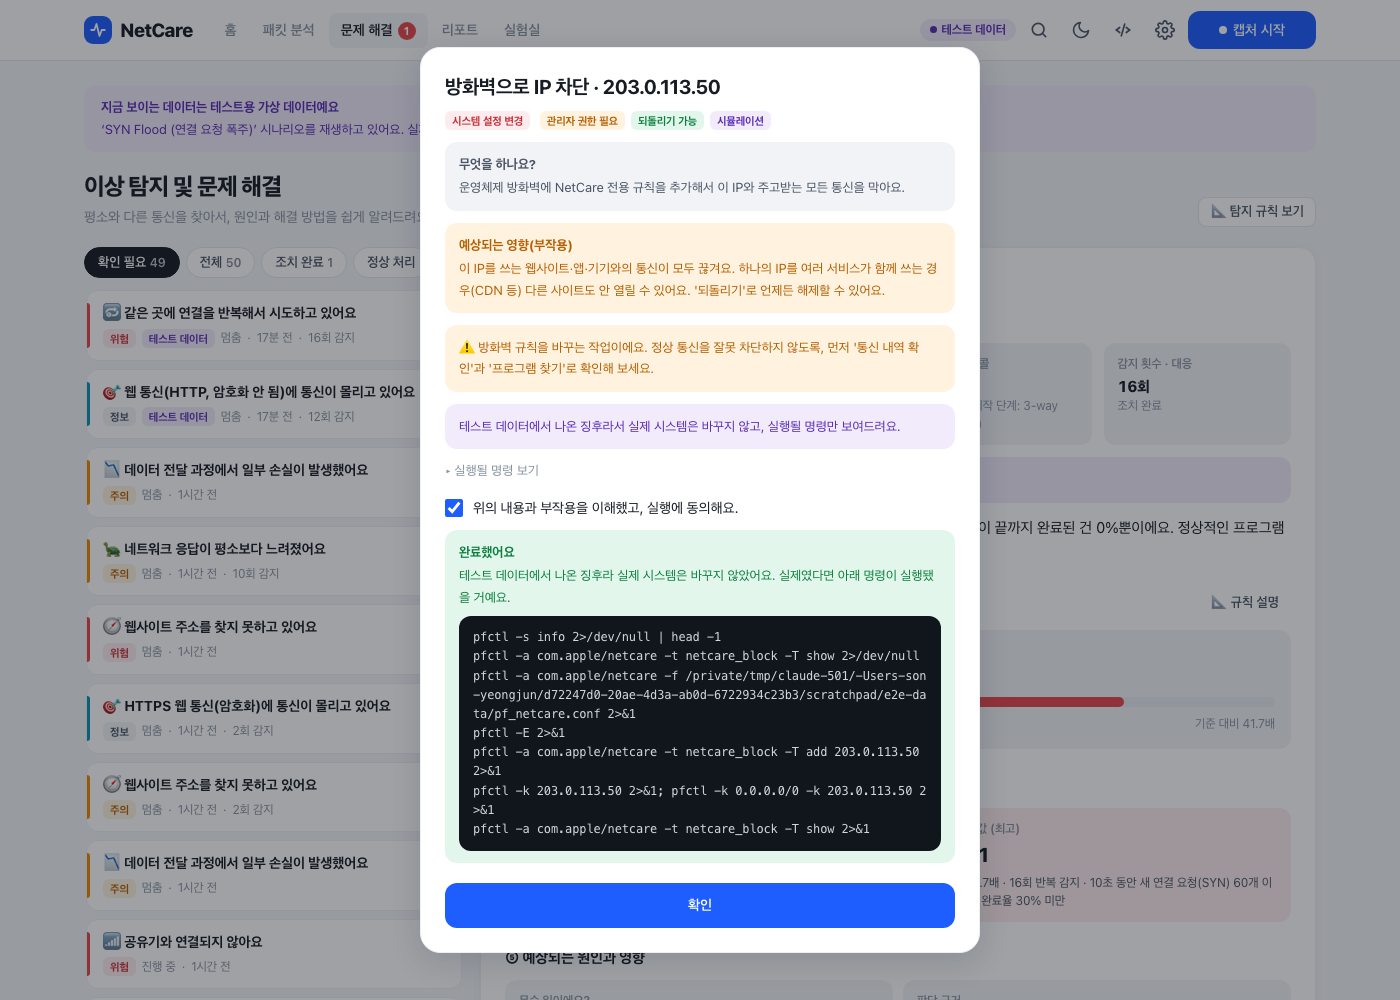 NetCare
홈
패킷 분석
문제 해결 1
리포트
실험실
테스트 데이터
캡처 시작
지금 보이는 데이터는 테스트용 가상 데이터예요
‘SYN Flood (연결 요청 폭주)’ 시나리오를 재생하고 있어요.
이상 탐지 및 문제 해결
평소와 다른 통신을 찾아서, 원인과 해결 방법을 쉽게 알려드려요
탐지 규칙 보기
확인 필요 49
전체 50
조치 완료 1
정상 처리
같은 곳에 연결을 반복해서 시도하고 있어요
위험 테스트 데이터 멈춤 · 17분 전 · 16회 감지
웹 통신(HTTP, 암호화 안 됨)에 통신이 몰리고 있어요
정보 테스트 데이터 멈춤 · 17분 전 · 12회 감지
데이터 전달 과정에서 일부 손실이 발생했어요
주의 멈춤 · 1시간 전
네트워크 응답이 평소보다 느려졌어요
주의 멈춤 · 1시간 전 · 10회 감지
웹사이트 주소를 찾지 못하고 있어요
위험 멈춤 · 1시간 전
HTTPS 웹 통신(암호화)에 통신이 몰리고 있어요
정보 멈춤 · 1시간 전 · 2회 감지
웹사이트 주소를 찾지 못하고 있어요
주의 멈춤 · 1시간 전 · 2회 감지
데이터 전달 과정에서 일부 손실이 발생했어요
주의 멈춤 · 1시간 전
공유기와 연결되지 않아요
위험 진행 중 · 1시간 전
방화벽으로 IP 차단 · 203.0.113.50
시스템 설정 변경 관리자 권한 필요 되돌리기 가능 시뮬레이션
무엇을 하나요?
운영체제 방화벽에 NetCare 전용 규칙을 추가해서 이 IP와 주고받는 모든 통신을 막아요.
예상되는 영향(부작용)
이 IP를 쓰는 웹사이트·앱·기기와의 통신이 모두 끊겨요. 하나의 IP를 여러 서비스가 함께 쓰는 경
우(CDN 등) 다른 사이트도 안 열릴 수 있어요. '되돌리기'로 언제든 해제할 수 있어요.
⚠️ 방화벽 규칙을 바꾸는 작업이에요. 정상 통신을 잘못 차단하지 않도록, 먼저 '통신 내역 확
인'과 '프로그램 찾기'로 확인해 보세요.
테스트 데이터에서 나온 징후라서 실제 시스템은 바꾸지 않고, 실행될 명령만 보여드려요.
▸ 실행될 명령 보기
위의 내용과 부작용을 이해했고, 실행에 동의해요.
완료했어요
테스트 데이터에서 나온 징후라 실제 시스템은 바꾸지 않았어요. 실제였다면 아래 명령이 실행됐
을 거예요.
pfctl -s info 2>/dev/null | head -1
pfctl -a com.apple/netcare -t netcare_block -T show 2>/dev/null
pfctl -a com.apple/netcare -f /private/tmp/claude-501/-Users-son
-yeongjun/d72247d0-20ae-4d3a-ab0d-6722934c23b3/scratchpad/e2e-da
ta/pf_netcare.conf 2>&1
pfctl -E 2>&1
pfctl -a com.apple/netcare -t netcare_block -T add 203.0.113.50
2>&1
pfctl -k 203.0.113.50 2>&1; pfctl -k 0.0.0.0/0 -k 203.0.113.50 2
>&1
pfctl -a com.apple/netcare -t netcare_block -T show 2>&1
확인
감지 횟수 · 대응
16회
조치 완료
단계: 3-way
이 끝까지 완료된 건 0%뿐이에요. 정상적인 프로그램
규칙 설명
기준 대비 41.7배
(최고)
1
.7배 · 16회 반복 감지 · 10초 동안 새 연결 요청(SYN) 60개 이
완료율 30% 미만
⑤ 예상되는 원인과 영향